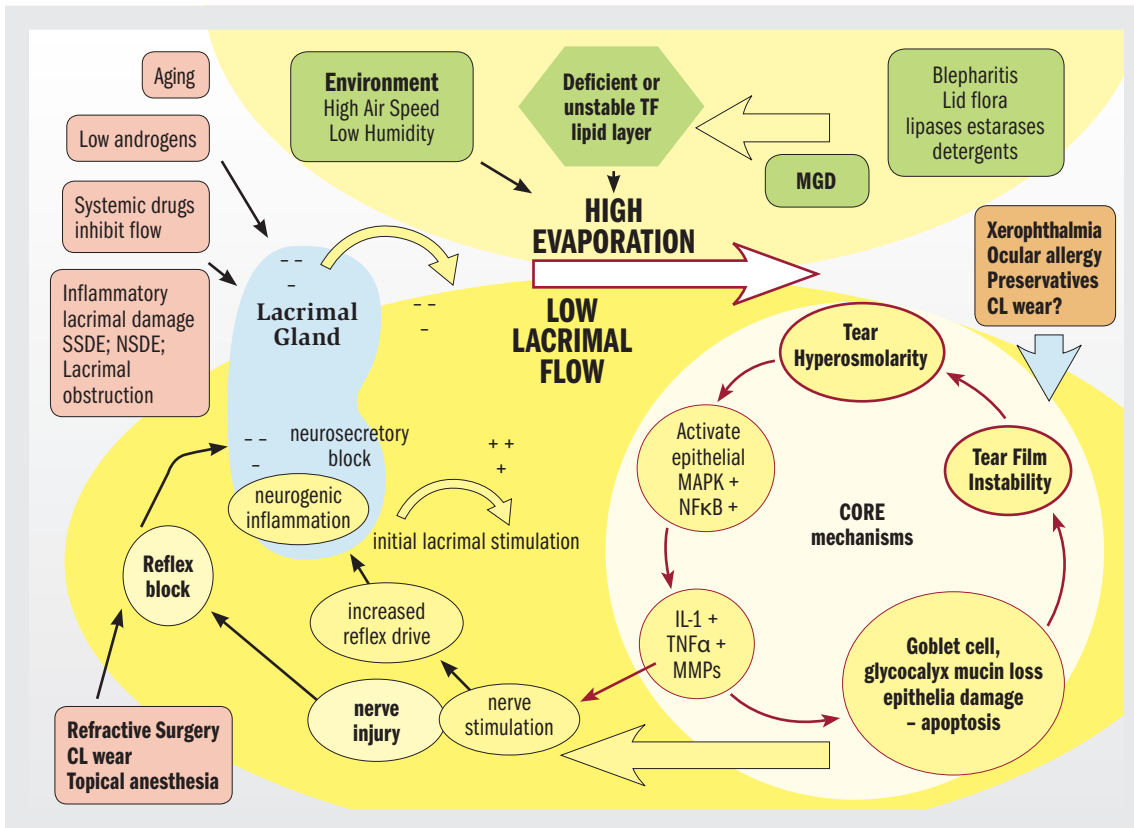 Aging
Low androgens
Systemic drugs
inhibit flow
Inflammatory
lacrimal damage
SSDE; NSDE;
Lacrimal
obstruction
Environment
High Air Speed
Low Humidity
Deficient or
unstable TF
lipid layer
MGD
Blepharitis
Lid flora
lipases estarases
detergents
HIGH
EVAPORATION
LOW
LACRIMAL
FLOW
Xerophthalmia
Ocular allergy
Preservatives
CL wear?
- -
-
Lacrimal
Gland
- -
-
Tear
Hyperosmolarity
Activate
epithelial
MAPK +
NFκB +
Tear Film
Instability
CORE
mechanisms
- -
-
neurosecretory
block
+ +
+
neurogenic
inflammation
initial lacrimal stimulation
Reflex
block
increased
reflex drive
IL-1 +
TNFα +
MMPs
Goblet cell,
glycocalyx mucin loss
epithelia damage
– apoptosis
nerve
injury
nerve
stimulation
Refractive Surgery
CL wear
Topical anesthesia